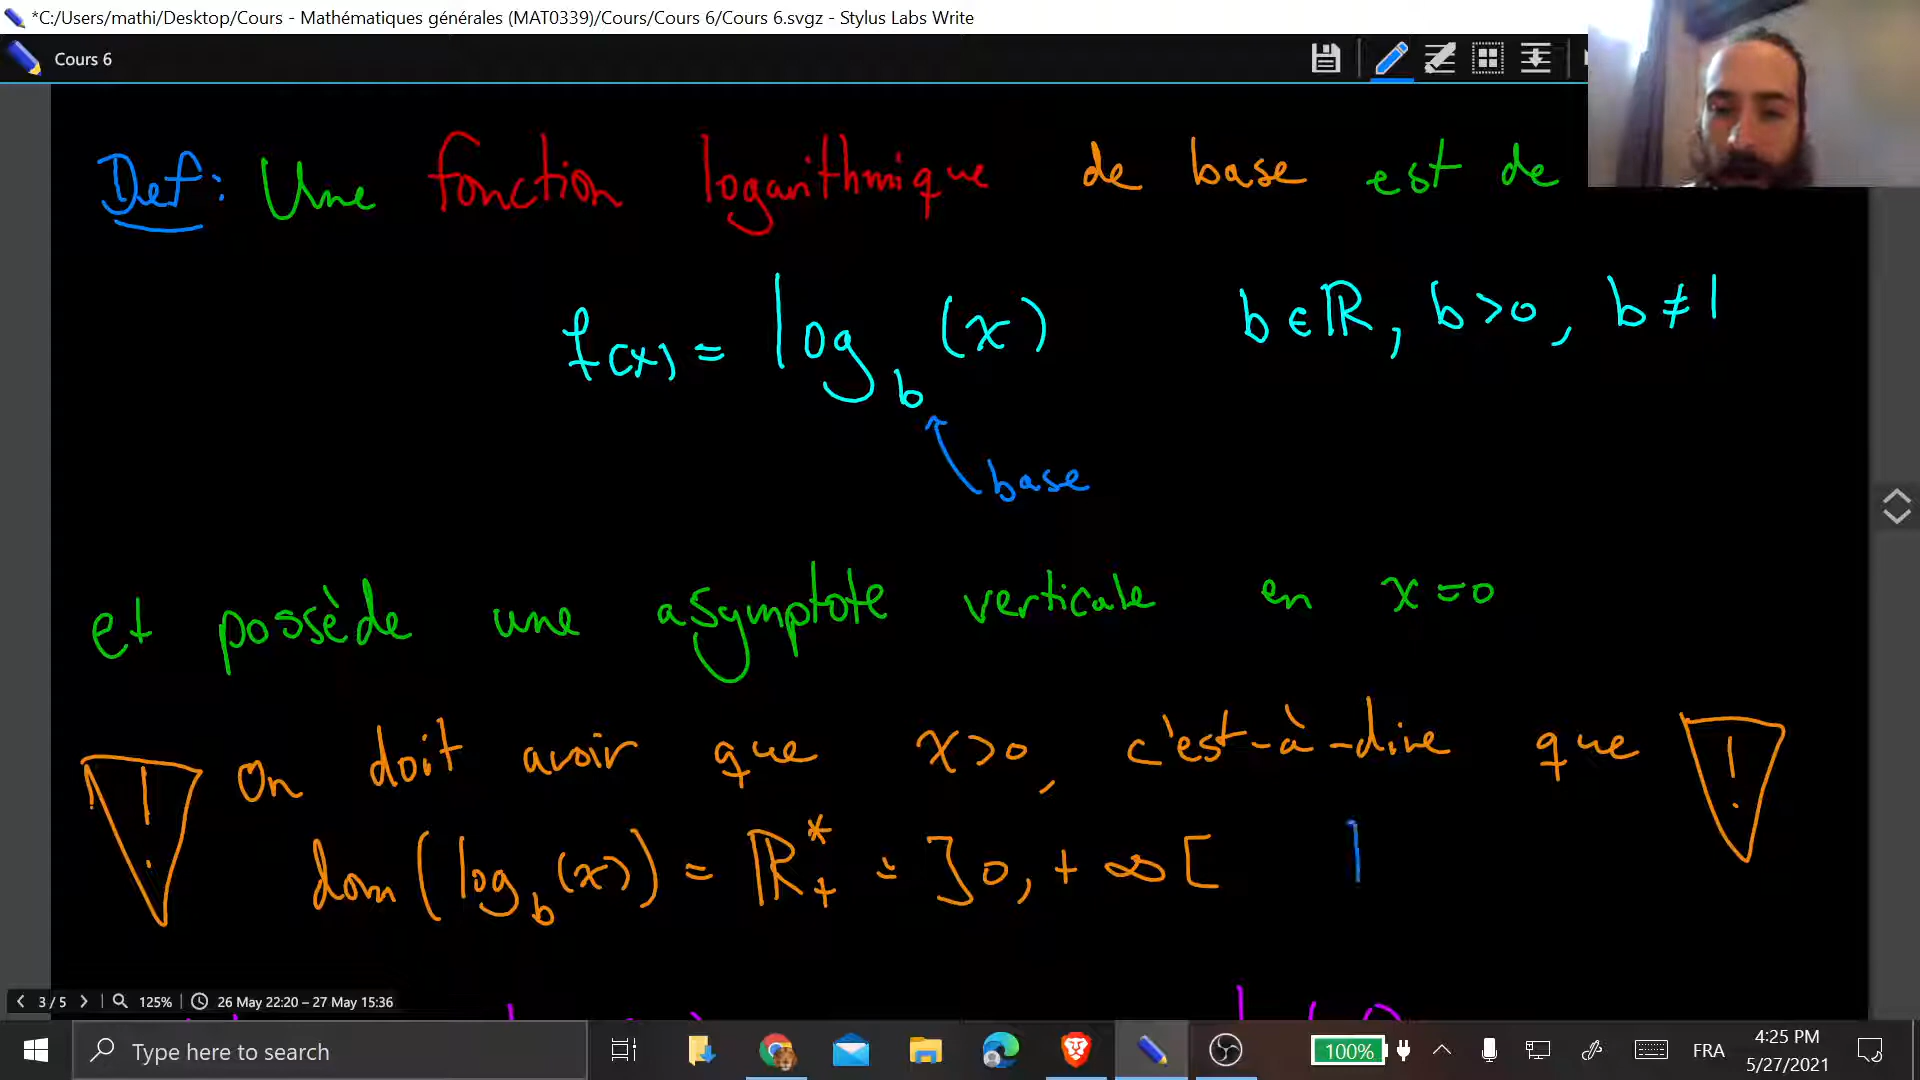 *C:/Users/mathi/Desktop/Cours - Mathématiques générales (MAT0339)/Cours/Cours 6/Cours 6.svgz - Stylus Labs Write
Cours 6
Def: Une fonction logarithmique de base est de
f(x) = log_b (x) b ∈ ℝ, b > 0, b ≠ 1
base
et possède une asymptote verticale en x = 0
! On doit avoir que x > 0, c'est-à-dire que !
dom (log_b (x)) = ℝ*₊ = ]0, + ∞ [
3 / 5 125% 26 May 22:20 – 27 May 15:36
Type here to search 100% FRA 4:25 PM
5/27/2021